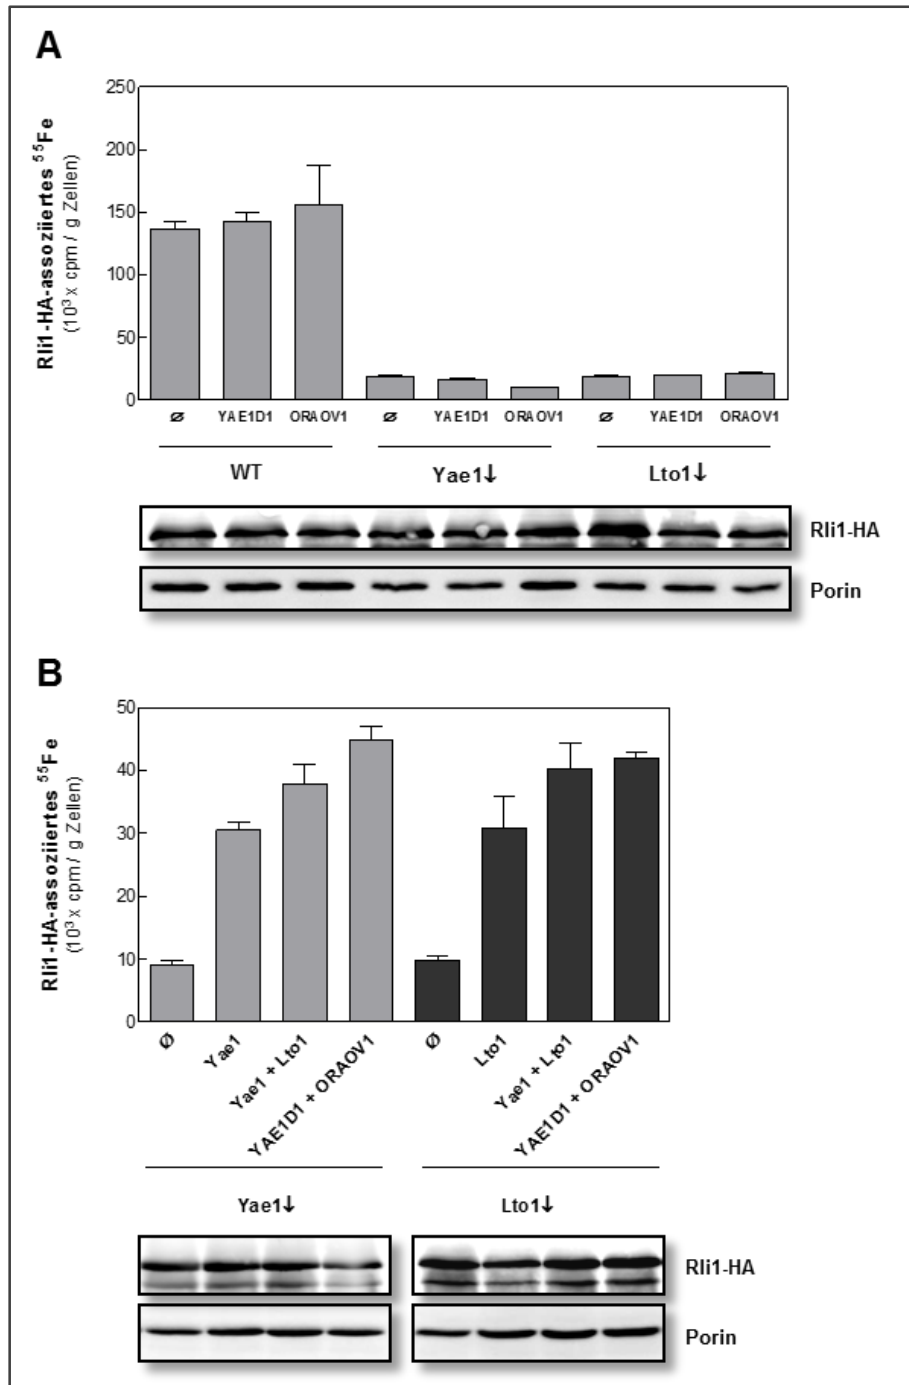 A
Rli1-HA-assoziiertes ⁵⁵Fe
(10³ x cpm / g Zellen)
250
200
150
100
50
0
ø YAE1D1 ORAOV1 ø YAE1D1 ORAOV1 ø YAE1D1 ORAOV1
WT Yae1↓ Lto1↓
Rli1-HA
Porin
B
Rli1-HA-assoziiertes ⁵⁵Fe
(10³ x cpm / g Zellen)
50
40
30
20
10
0
Ø
Yae1
Yae1 + Lto1
YAE1D1 + ORAOV1
Ø
Lto1
Yae1 + Lto1
YAE1D1 + ORAOV1
Yae1↓ Lto1↓
Rli1-HA
Porin